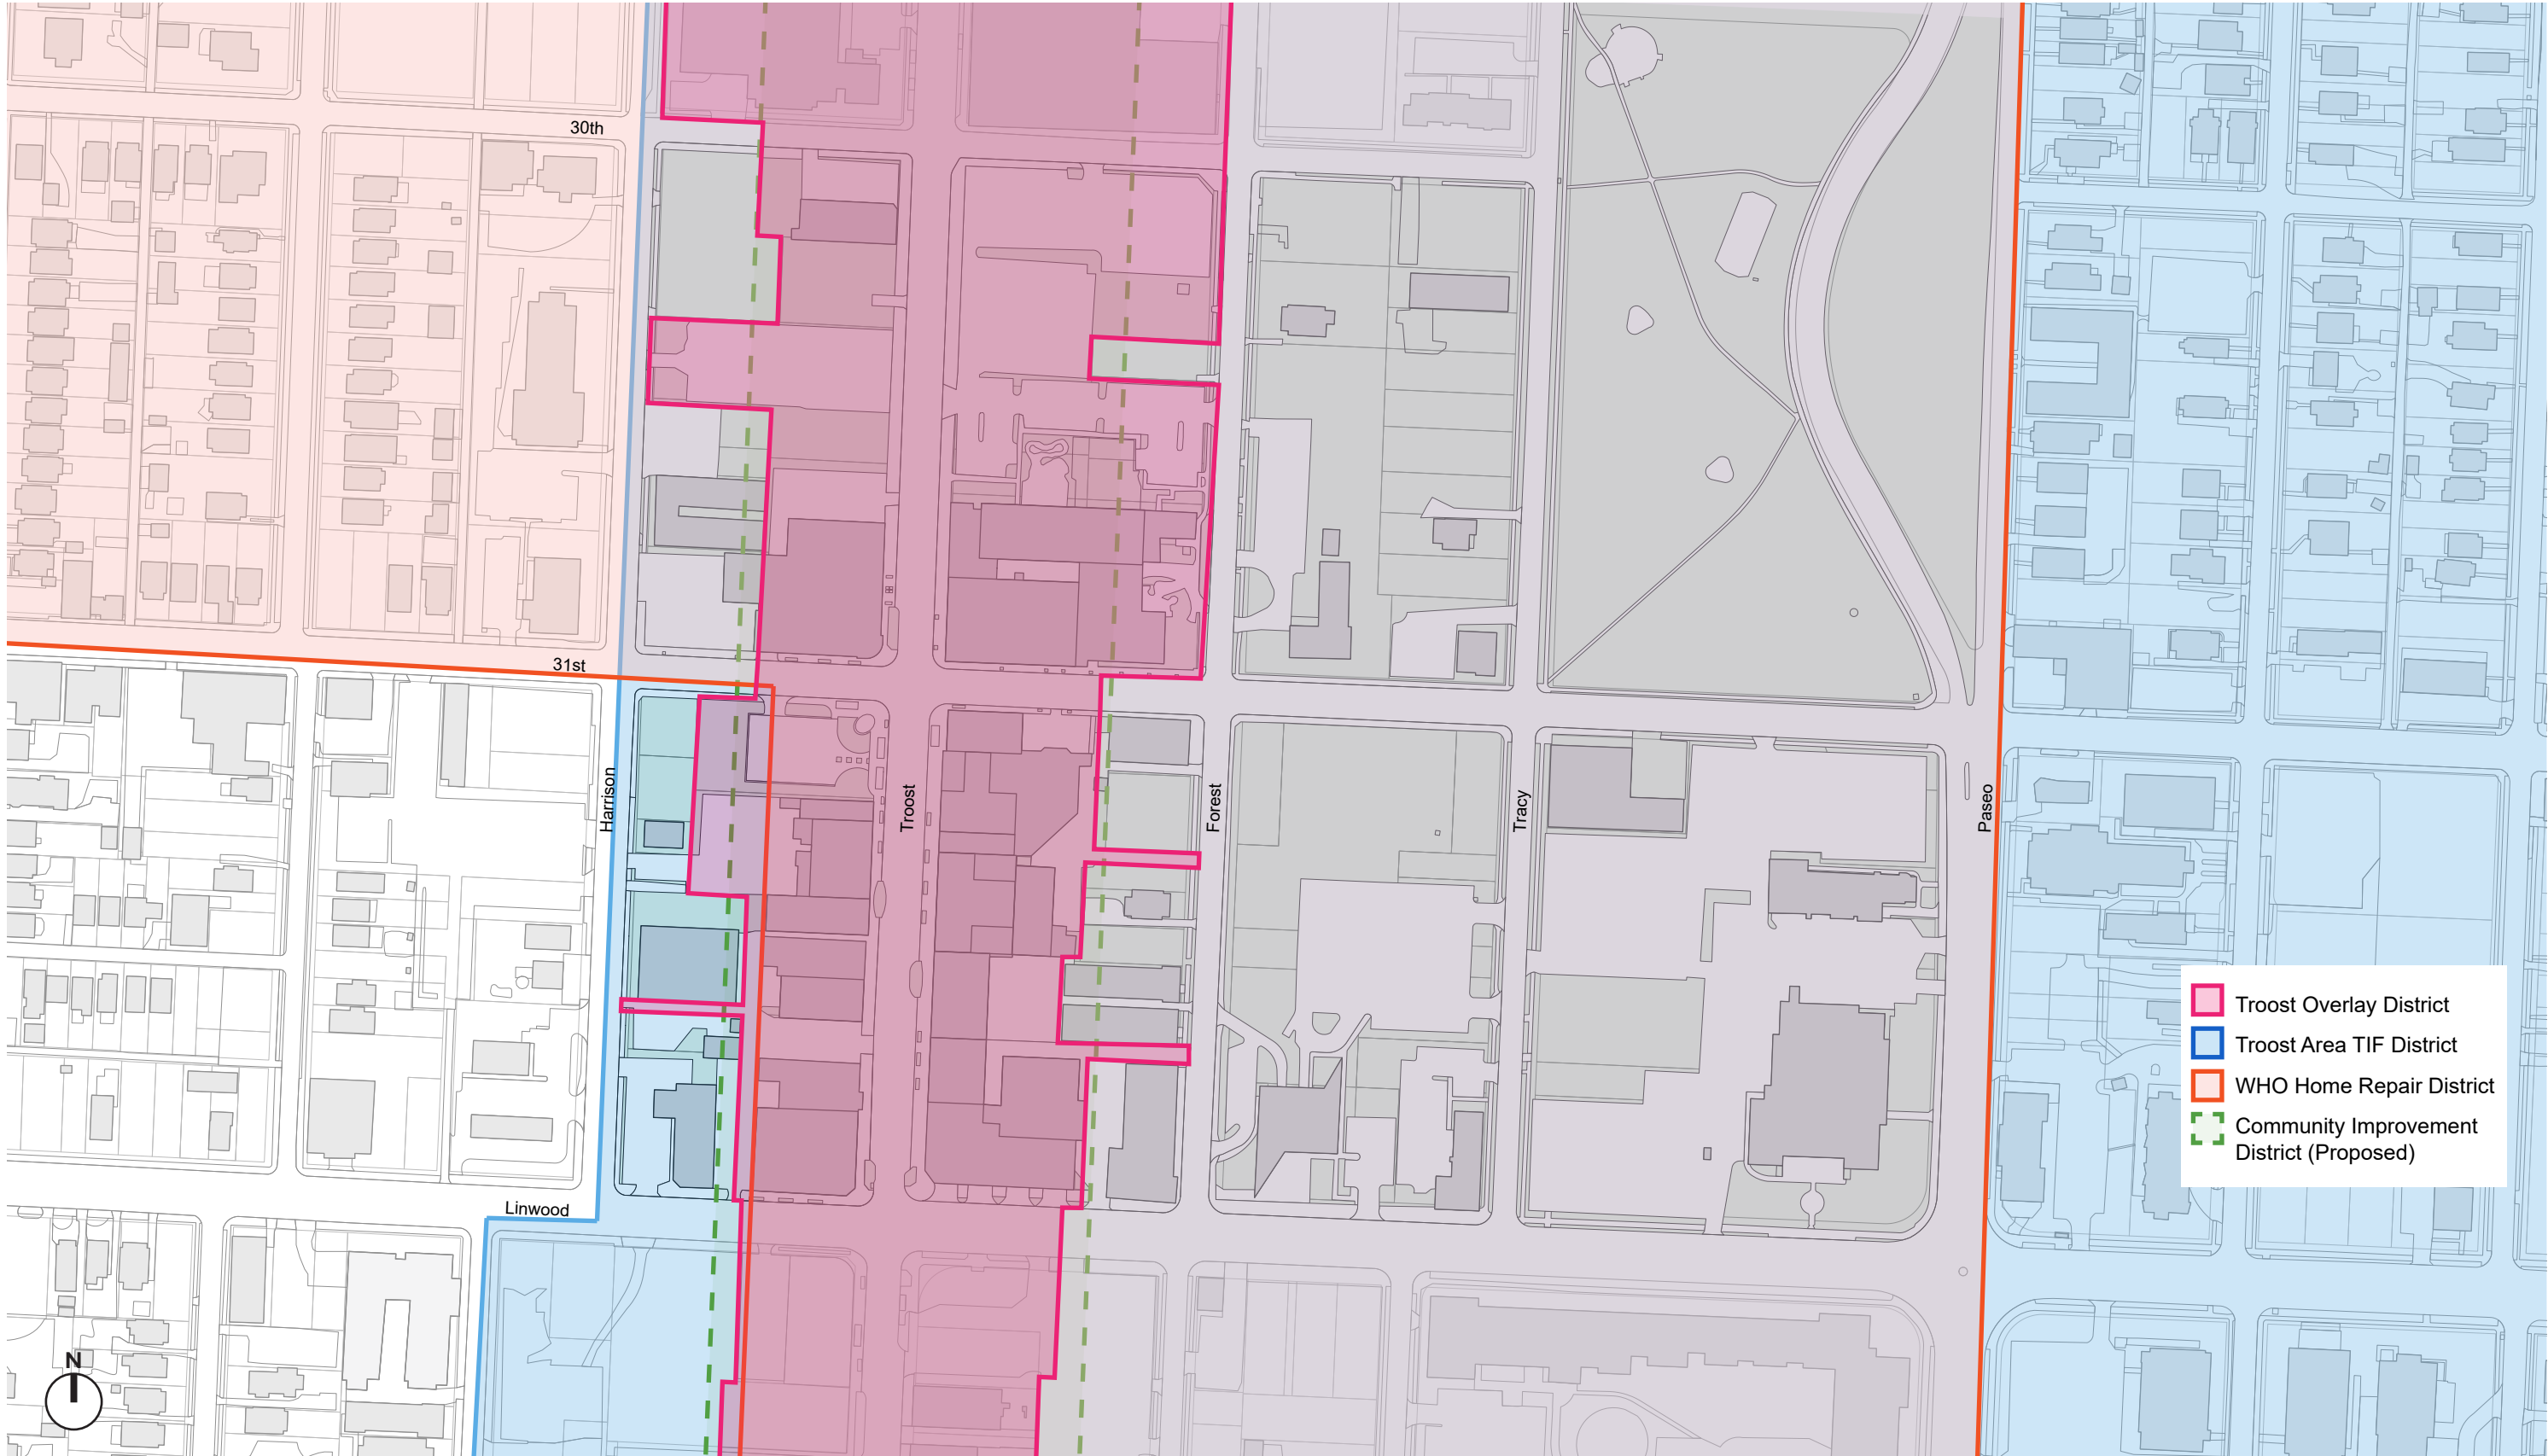 30th
31st
Harrison
Troost
Forest
Tracy
Paseo
Linwood
N
Troost Overlay District
Troost Area TIF District
WHO Home Repair District
Community Improvement
District (Proposed)